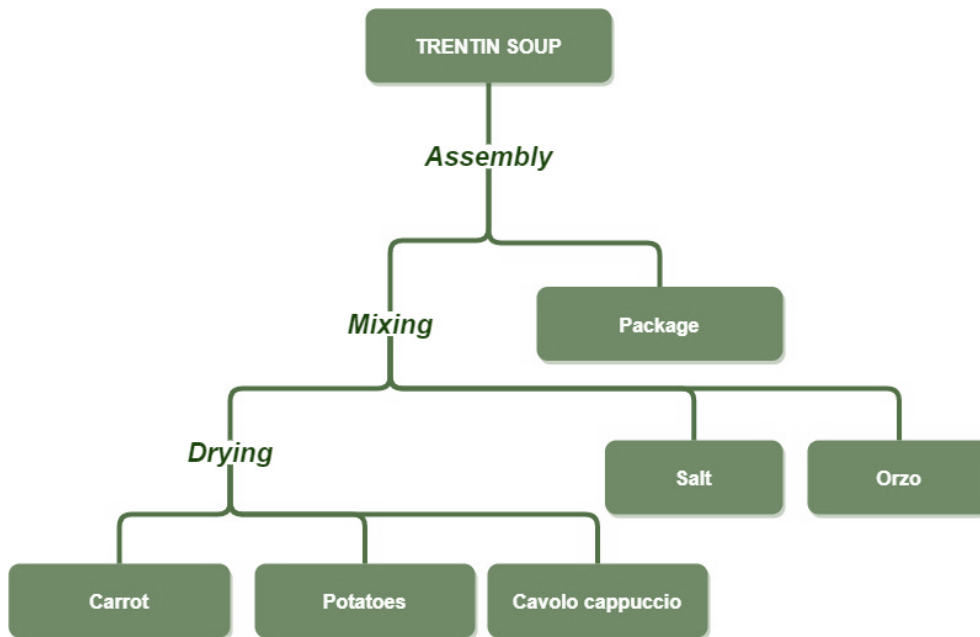 TRENTIN SOUP
Assembly
Package
Mixing
Salt
Orzo
Drying
Carrot
Potatoes
Cavolo cappuccio